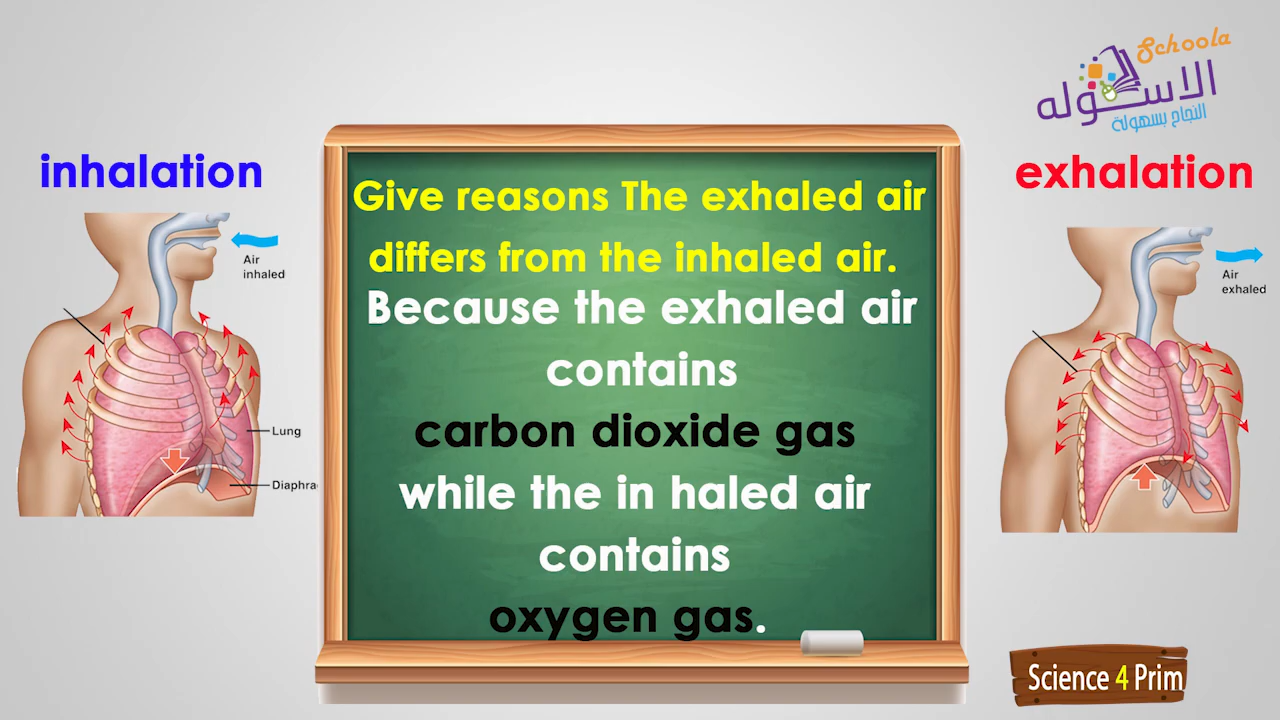 Schoola
الاسـوله
النجاح بسهولة
inhalation
exhalation
Give reasons The exhaled air
differs from the inhaled air.
Because the exhaled air
contains
carbon dioxide gas
while the in haled air
contains
oxygen gas.
Air
inhaled
Lung
Diaphra
Air
exhaled
Science 4 Prim